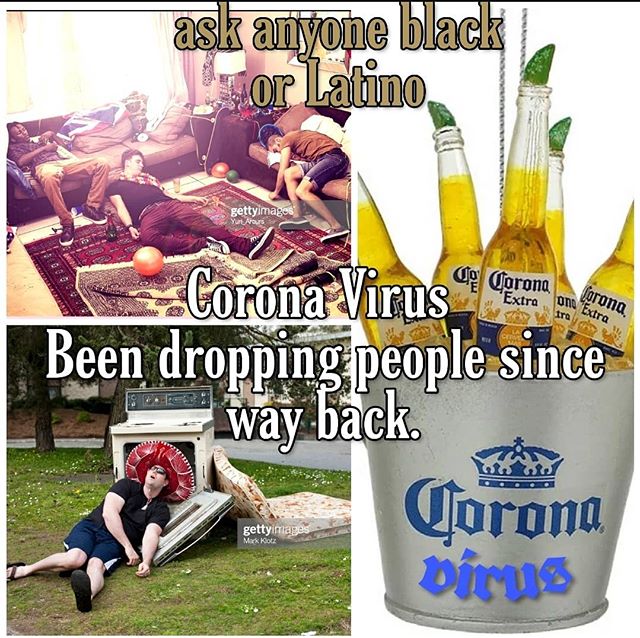 ask anyone black
or Latino
gettyimages
Yuri_Arcurs
Corona Virus
Been dropping people since
way back.
gettyimages
Mark Klotz
Corona
Extra
Corona
Extra
Corona
virus